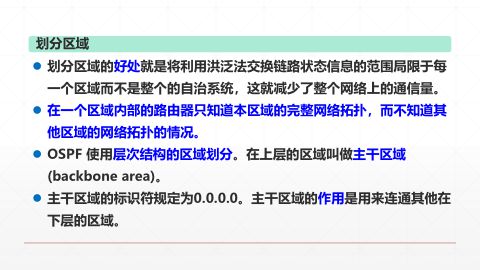 划分区域
划分区域的好处就是将利用洪泛法交换链路状态信息的范围局限于每
一个区域而不是整个的自治系统，这就减少了整个网络上的通信量。
在一个区域内部的路由器只知道本区域的完整网络拓扑，而不知道其
他区域的网络拓扑的情况。
OSPF 使用层次结构的区域划分。在上层的区域叫做主干区域
(backbone area)。
主干区域的标识符规定为0.0.0.0。主干区域的作用是用来连通其他在
下层的区域。